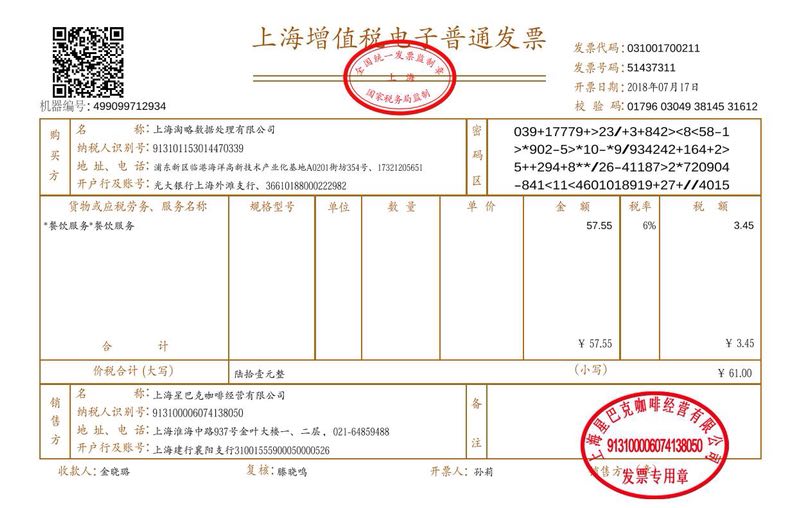 上海增值税电子普通发票
全国统一发票监制章
上海
国家税务局监制
发票代码：031001700211
发票号码：51437311
开票日期：2018年07月17日
机器编号：499099712934
校 验 码：01796 03049 38145 31612
购买方
名 称：上海淘略数据处理有限公司
纳税人识别号：913101153014470339
地 址、电 话：浦东新区临港海洋高新技术产业化基地A0201街坊354号、17321205651
开户行及账号：光大银行上海外滩支行、36610188000222982
密码区
039+17779+>23/+3+842><8<58-1
>*902-5>*10-*9/934242+164+2>
5++294+8**/26-41187>2*720904
-841<11<4601018919+27+//4015
货物或应税劳务、服务名称 规格型号 单位 数 量 单 价 金 额 税率 税 额
*餐饮服务*餐饮服务 57.55 6% 3.45
合 计 ￥57.55 ￥3.45
价税合计（大写） 陆拾壹元整 （小写） ￥61.00
销售方
名 称：上海星巴克咖啡经营有限公司
纳税人识别号：913100006074138050
地 址、电 话：上海淮海中路937号金叶大楼一、二层，021-64859488
开户行及账号：上海建行襄阳支行31001555900050000526
备注
收款人：金晓璐 复核：滕晓鸣 开票人：孙莉 销售方：（章）
上海星巴克咖啡经营有限公司
913100006074138050
发票专用章